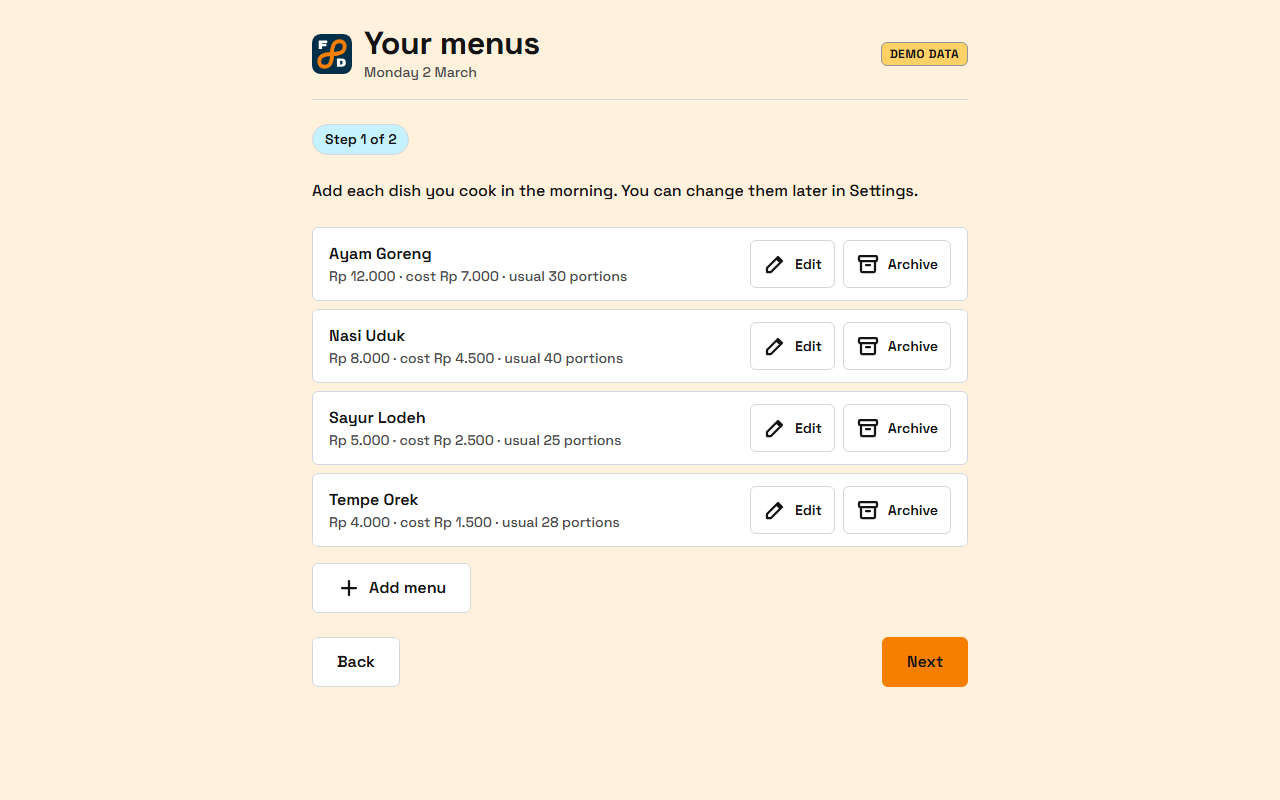 F D
Your menus
Monday 2 March
DEMO DATA
Step 1 of 2
Add each dish you cook in the morning. You can change them later in Settings.
Ayam Goreng
Rp 12.000 · cost Rp 7.000 · usual 30 portions
Edit
Archive
Nasi Uduk
Rp 8.000 · cost Rp 4.500 · usual 40 portions
Edit
Archive
Sayur Lodeh
Rp 5.000 · cost Rp 2.500 · usual 25 portions
Edit
Archive
Tempe Orek
Rp 4.000 · cost Rp 1.500 · usual 28 portions
Edit
Archive
Add menu
Back
Next